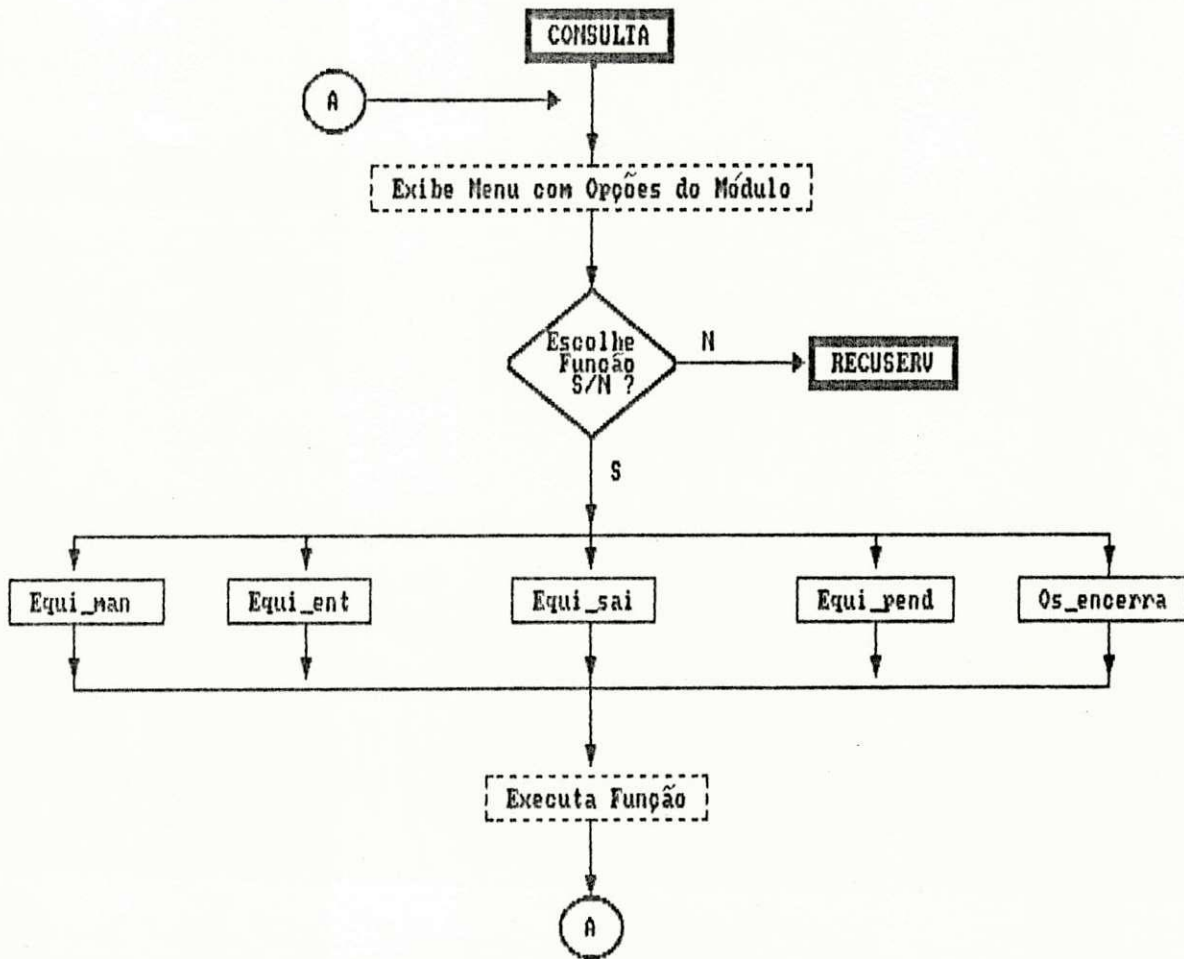 CONSULTA
A
Exibe Menu com Opções do Módulo
Escolhe
Função
S/N ?
N
RECUSERV
S
Equi_man
Equi_ent
Equi_sai
Equi_pend
Os_encerra
Executa Função
A